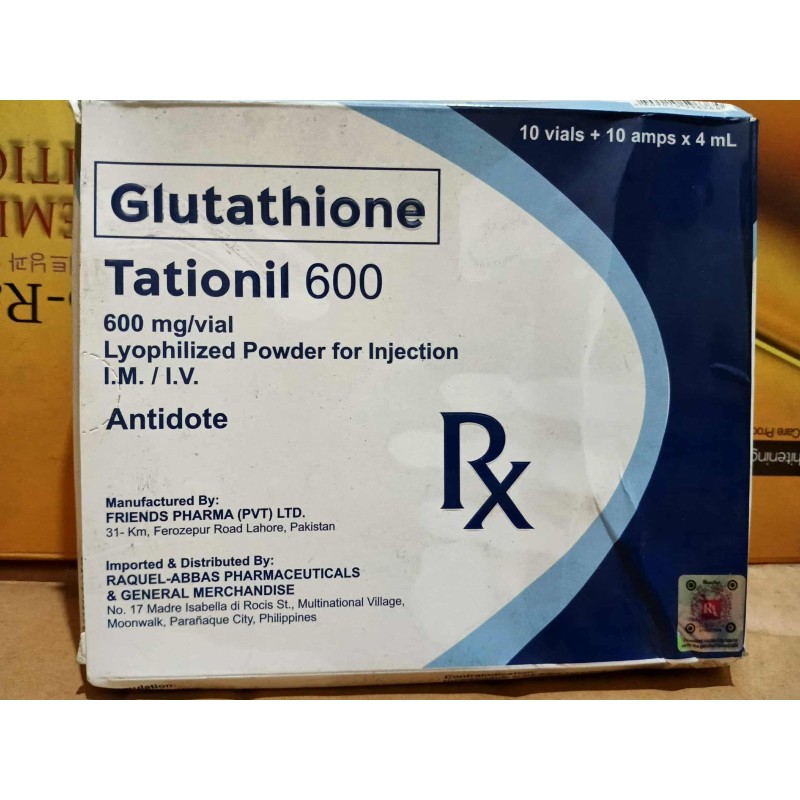 10 vials + 10 amps x 4 mL
Glutathione
Tationil 600
600 mg/vial
Lyophilized Powder for Injection
I.M. / I.V.
Antidote
Rx
Manufactured By:
FRIENDS PHARMA (PVT) LTD.
31- Km, Ferozepur Road Lahore, Pakistan
Imported & Distributed By:
RAQUEL-ABBAS PHARMACEUTICALS
& GENERAL MERCHANDISE
No. 17 Madre Isabella di Rocis St., Multinational Village,
Moonwalk, Parañaque City, Philippines